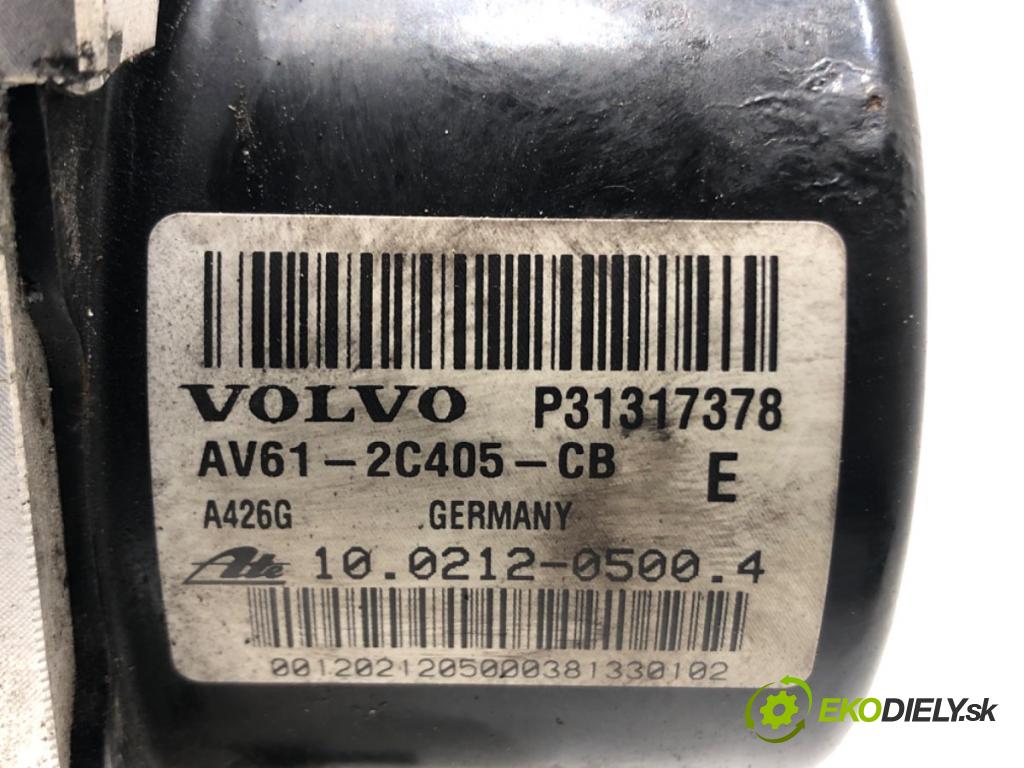 VOLVO P31317378
AV61-2C405-CB E
A426G GERMANY
Ate 10.0212-0500.4
00120212050000381330102
EKODIELY.sk